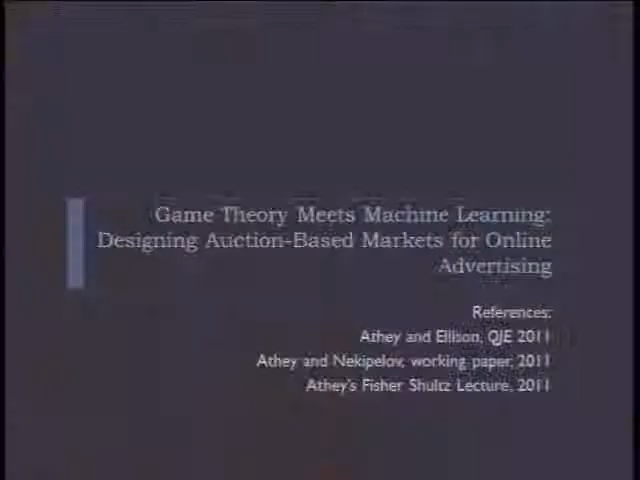 Game Theory Meets Machine Learning:
Designing Auction-Based Markets for Online
Advertising
References:
Athey and Ellison, QJE 2011
Athey and Nekipelov, working paper, 2011
Athey's Fisher Shultz Lecture, 2011